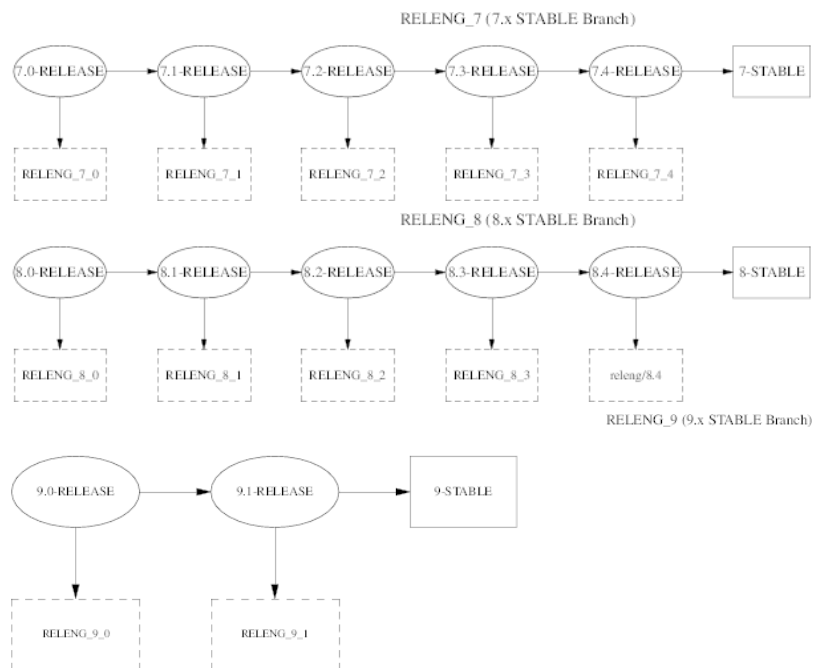 RELENG_7 (7.x STABLE Branch)
7.0-RELEASE 7.1-RELEASE 7.2-RELEASE 7.3-RELEASE 7.4-RELEASE 7-STABLE
RELENG_7_0 RELENG_7_1 RELENG_7_2 RELENG_7_3 RELENG_7_4
RELENG_8 (8.x STABLE Branch)
8.0-RELEASE 8.1-RELEASE 8.2-RELEASE 8.3-RELEASE 8.4-RELEASE 8-STABLE
RELENG_8_0 RELENG_8_1 RELENG_8_2 RELENG_8_3 releng/8.4
RELENG_9 (9.x STABLE Branch)
9.0-RELEASE 9.1-RELEASE 9-STABLE
RELENG_9_0 RELENG_9_1